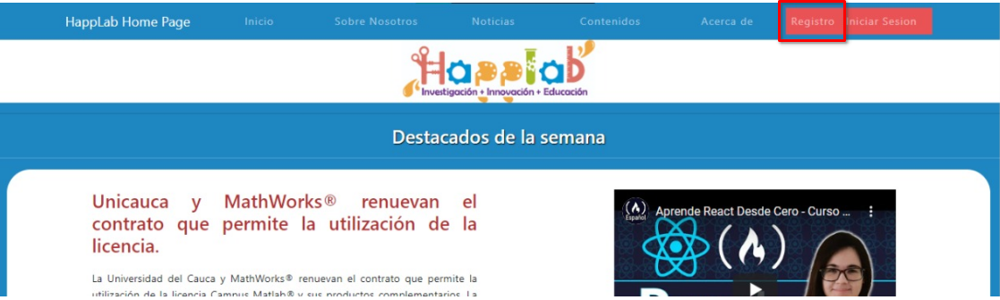 HappLab Home Page Inicio Sobre Nosotros Noticias Contenidos Acerca de Registro Iniciar Sesion
Happlab
Investigación + Innovación + Educación
Destacados de la semana
Unicauca y MathWorks® renuevan el
contrato que permite la utilización de la
licencia.
La Universidad del Cauca y MathWorks® renuevan el contrato que permite la
utilización de la licencia Campus Matlab® y sus productos complementarios. La
Español
Aprende React Desde Cero - Curso ...